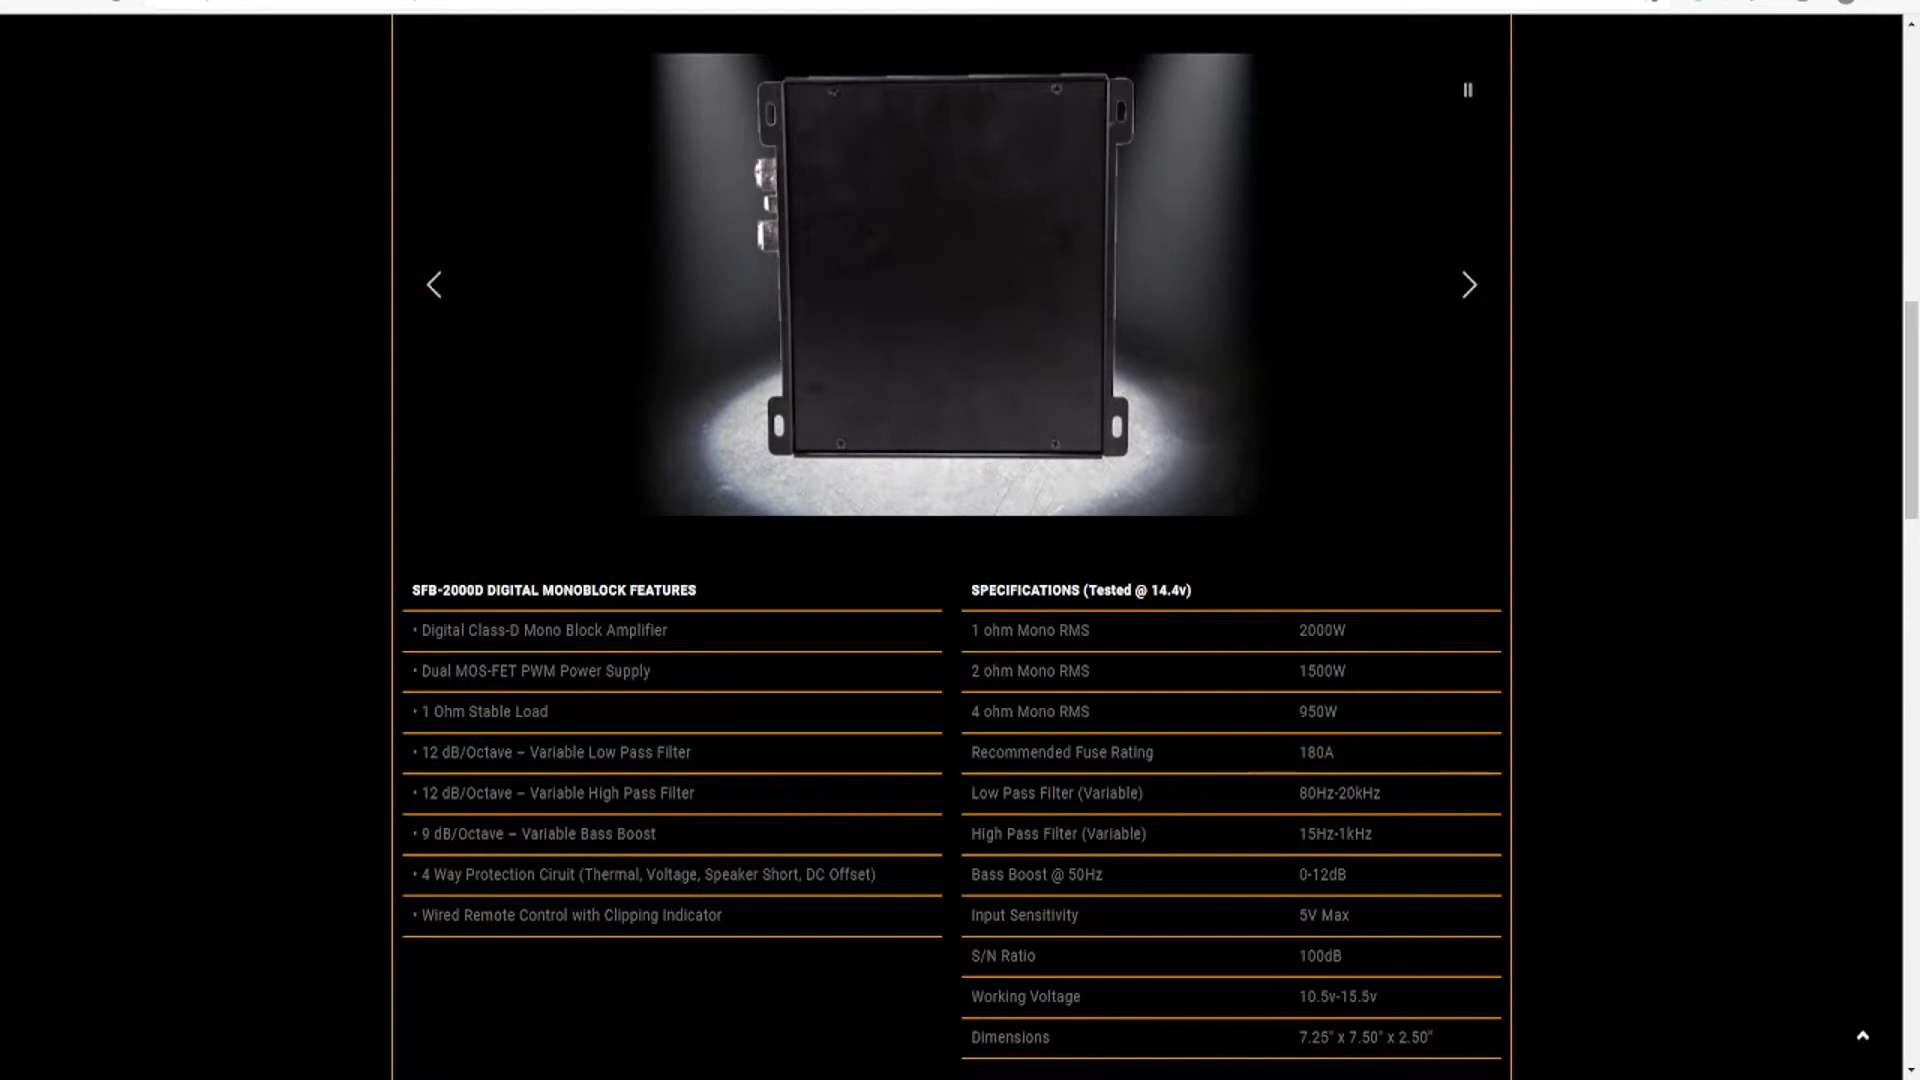 SFB-2000D DIGITAL MONOBLOCK FEATURES
• Digital Class-D Mono Block Amplifier
• Dual MOS-FET PWM Power Supply
• 1 Ohm Stable Load
• 12 dB/Octave – Variable Low Pass Filter
• 12 dB/Octave – Variable High Pass Filter
• 9 dB/Octave – Variable Bass Boost
• 4 Way Protection Ciruit (Thermal, Voltage, Speaker Short, DC Offset)
• Wired Remote Control with Clipping Indicator
SPECIFICATIONS (Tested @ 14.4v)
1 ohm Mono RMS 2000W
2 ohm Mono RMS 1500W
4 ohm Mono RMS 950W
Recommended Fuse Rating 180A
Low Pass Filter (Variable) 80Hz-20kHz
High Pass Filter (Variable) 15Hz-1kHz
Bass Boost @ 50Hz 0-12dB
Input Sensitivity 5V Max
S/N Ratio 100dB
Working Voltage 10.5v-15.5v
Dimensions 7.25" x 7.50" x 2.50"